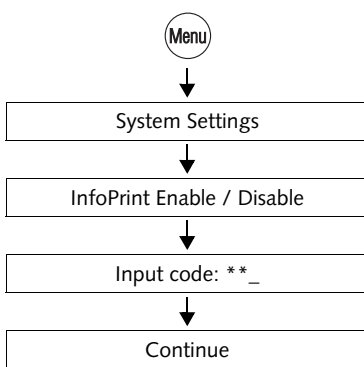 Menu
System Settings
InfoPrint Enable / Disable
Input code: **_
Continue